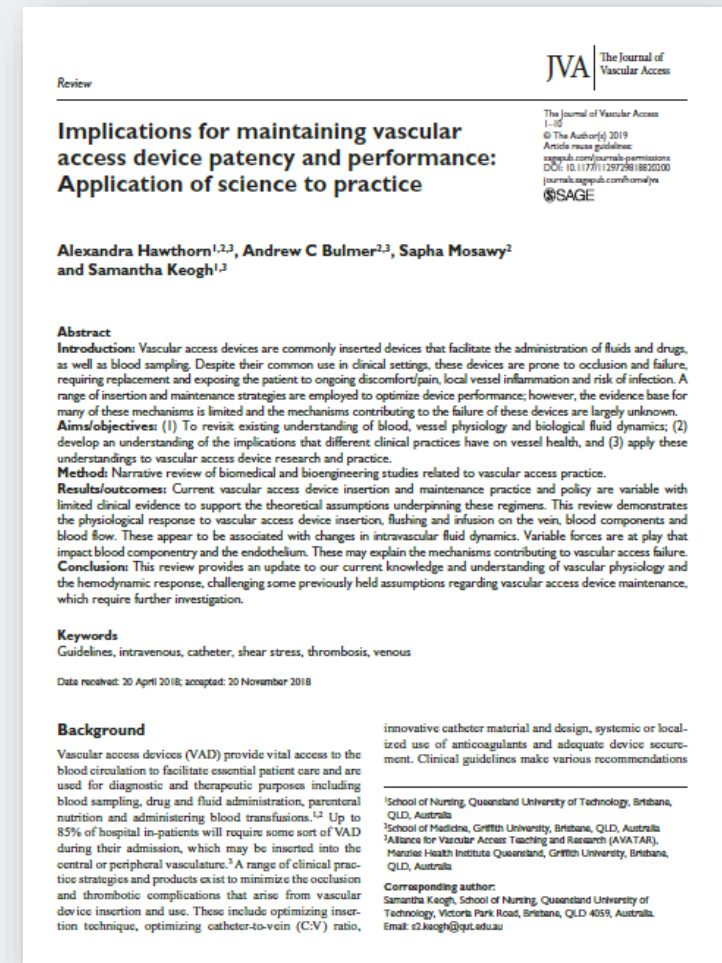 Review
JVA The Journal of
Vascular Access
Implications for maintaining vascular
access device patency and performance:
Application of science to practice
The Journal of Vascular Access
1–10
© The Author(s) 2019
Article reuse guidelines:
sagepub.com/journals-permissions
DOI: 10.1177/1129729818820200
journals.sagepub.com/home/jva
SAGE
Alexandra Hawthorn1,2,3, Andrew C Bulmer2,3, Sapha Mosawy2
and Samantha Keogh1,3
Abstract
Introduction: Vascular access devices are commonly inserted devices that facilitate the administration of fluids and drugs,
as well as blood sampling. Despite their common use in clinical settings, these devices are prone to occlusion and failure,
requiring replacement and exposing the patient to ongoing discomfort/pain, local vessel inflammation and risk of infection. A
range of insertion and maintenance strategies are employed to optimize device performance; however, the evidence base for
many of these mechanisms is limited and the mechanisms contributing to the failure of these devices are largely unknown.
Aims/objectives: (1) To revisit existing understanding of blood, vessel physiology and biological fluid dynamics; (2)
develop an understanding of the implications that different clinical practices have on vessel health, and (3) apply these
understandings to vascular access device research and practice.
Method: Narrative review of biomedical and bioengineering studies related to vascular access practice.
Results/outcomes: Current vascular access device insertion and maintenance practice and policy are variable with
limited clinical evidence to support the theoretical assumptions underpinning these regimens. This review demonstrates
the physiological response to vascular access device insertion, flushing and infusion on the vein, blood components and
blood flow. These appear to be associated with changes in intravascular fluid dynamics. Variable forces are at play that
impact blood componentry and the endothelium. These may explain the mechanisms contributing to vascular access failure.
Conclusion: This review provides an update to our current knowledge and understanding of vascular physiology and
the hemodynamic response, challenging some previously held assumptions regarding vascular access device maintenance,
which require further investigation.
Keywords
Guidelines, intravenous, catheter, shear stress, thrombosis, venous
Date received: 20 April 2018; accepted: 20 November 2018
Background
Vascular access devices (VAD) provide vital access to the
blood circulation to facilitate essential patient care and are
used for diagnostic and therapeutic purposes including
blood sampling, drug and fluid administration, parenteral
nutrition and administering blood transfusions.1,2 Up to
85% of hospital in-patients will require some sort of VAD
during their admission, which may be inserted into the
central or peripheral vasculature.3 A range of clinical prac-
tice strategies and products exist to minimize the occlusion
and thrombotic complications that arise from vascular
device insertion and use. These include optimizing inser-
tion technique, optimizing catheter-to-vein (C:V) ratio,
innovative catheter material and design, systemic or local-
ized use of anticoagulants and adequate device secure-
ment. Clinical guidelines make various recommendations
1School of Nursing, Queensland University of Technology, Brisbane,
QLD, Australia
2School of Medicine, Griffith University, Brisbane, QLD, Australia
3Alliance for Vascular Access Teaching and Research (AVATAR),
Menzies Health Institute Queensland, Griffith University, Brisbane,
QLD, Australia
Corresponding author:
Samantha Keogh, School of Nursing, Queensland University of
Technology, Victoria Park Road, Brisbane, QLD 4059, Australia.
Email: s2.keogh@qut.edu.au